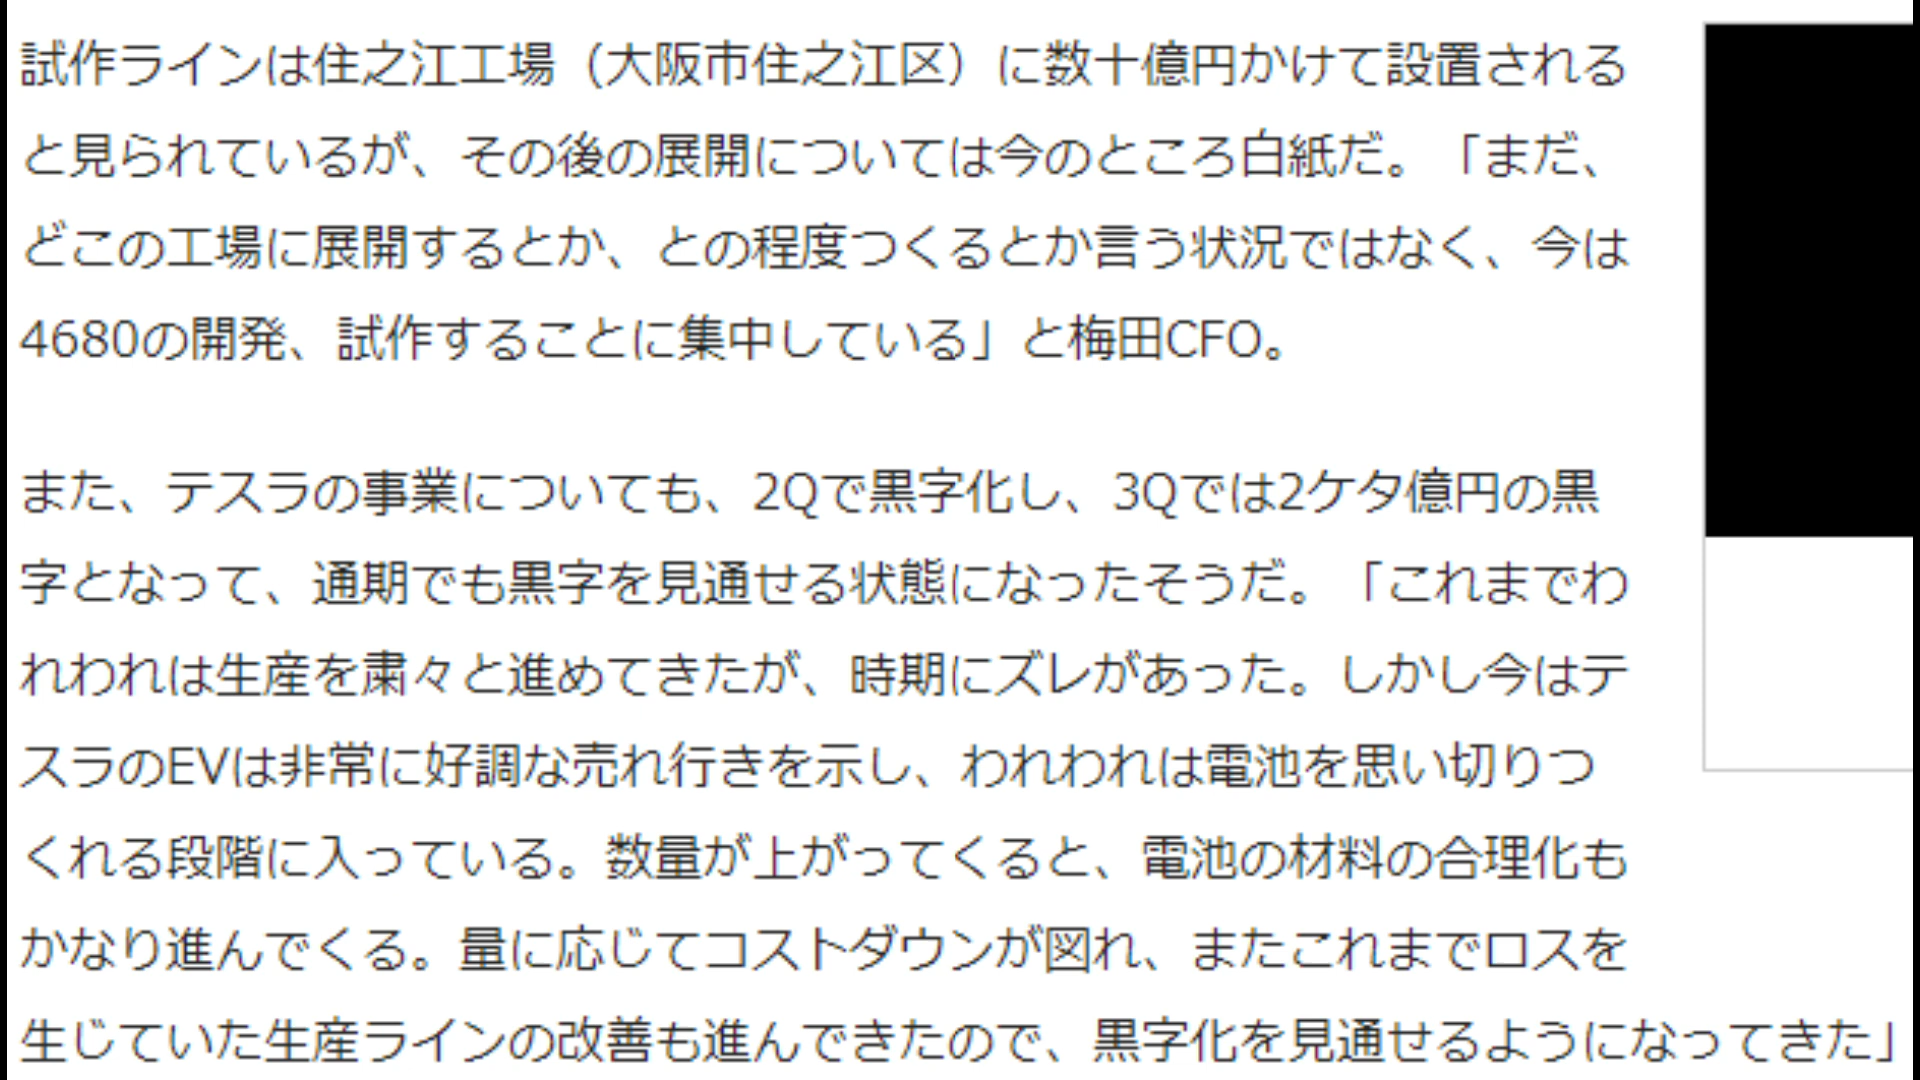 試作ラインは住之江工場（大阪市住之江区）に数十億円かけて設置される
と見られているが、その後の展開については今のところ白紙だ。「まだ、
どこの工場に展開するとか、との程度つくるとか言う状況ではなく、今は
4680の開発、試作することに集中している」と梅田CFO。
また、テスラの事業についても、2Qで黒字化し、3Qでは2ケタ億円の黒
字となって、通期でも黒字を見通せる状態になったそうだ。「これまでわ
れわれは生産を粛々と進めてきたが、時期にズレがあった。しかし今はテ
スラのEVは非常に好調な売れ行きを示し、われわれは電池を思い切りつ
くれる段階に入っている。数量が上がってくると、電池の材料の合理化も
かなり進んでくる。量に応じてコストダウンが図れ、またこれまでロスを
生じていた生産ラインの改善も進んできたので、黒字化を見通せるようになってきた」